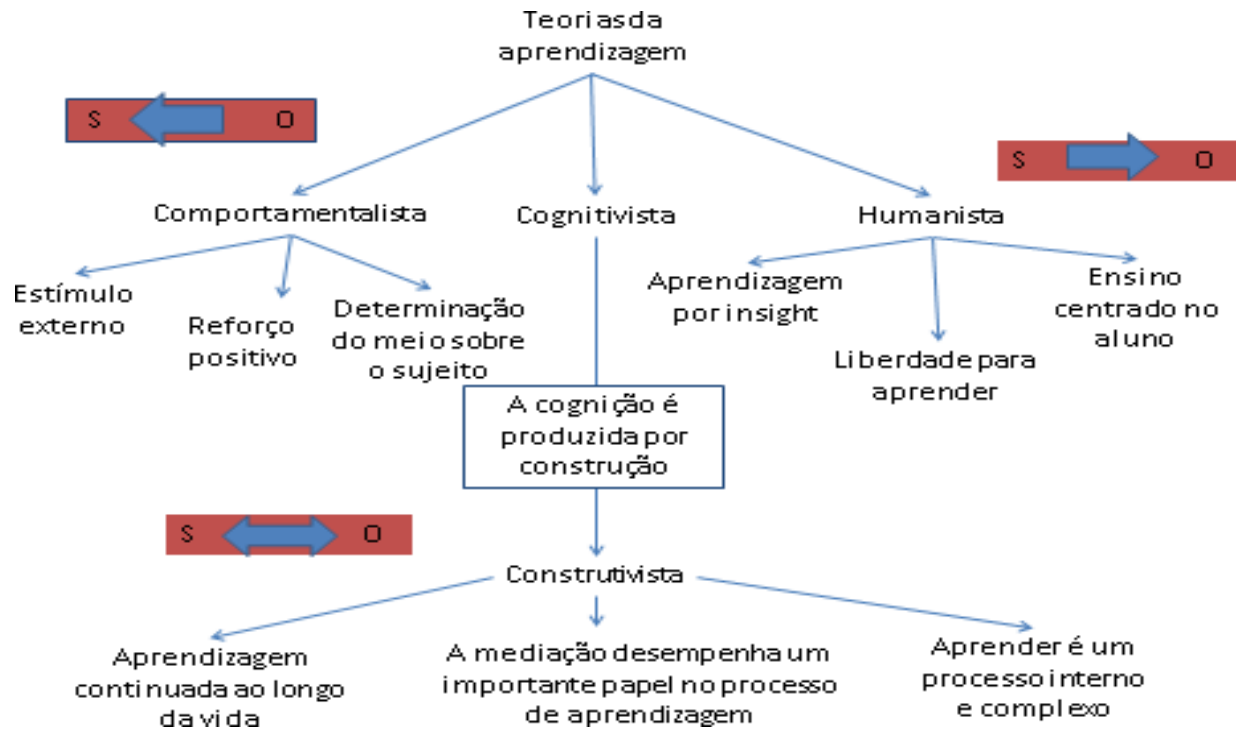 Teorias da
aprendizagem
S O
S O
Comportamentalista
Cognitivista
Humanista
Estímulo
externo
Reforço
positivo
Determinação
do meio sobre
o sujeito
Aprendizagem
por insight
Liberdade para
aprender
Ensino
centrado no
aluno
A cognição é
produzida por
construção
S O
Construtivista
Aprendizagem
continuada ao longo
da vida
A mediação desempenha um
importante papel no processo
de aprendizagem
Aprender é um
processo interno
e complexo